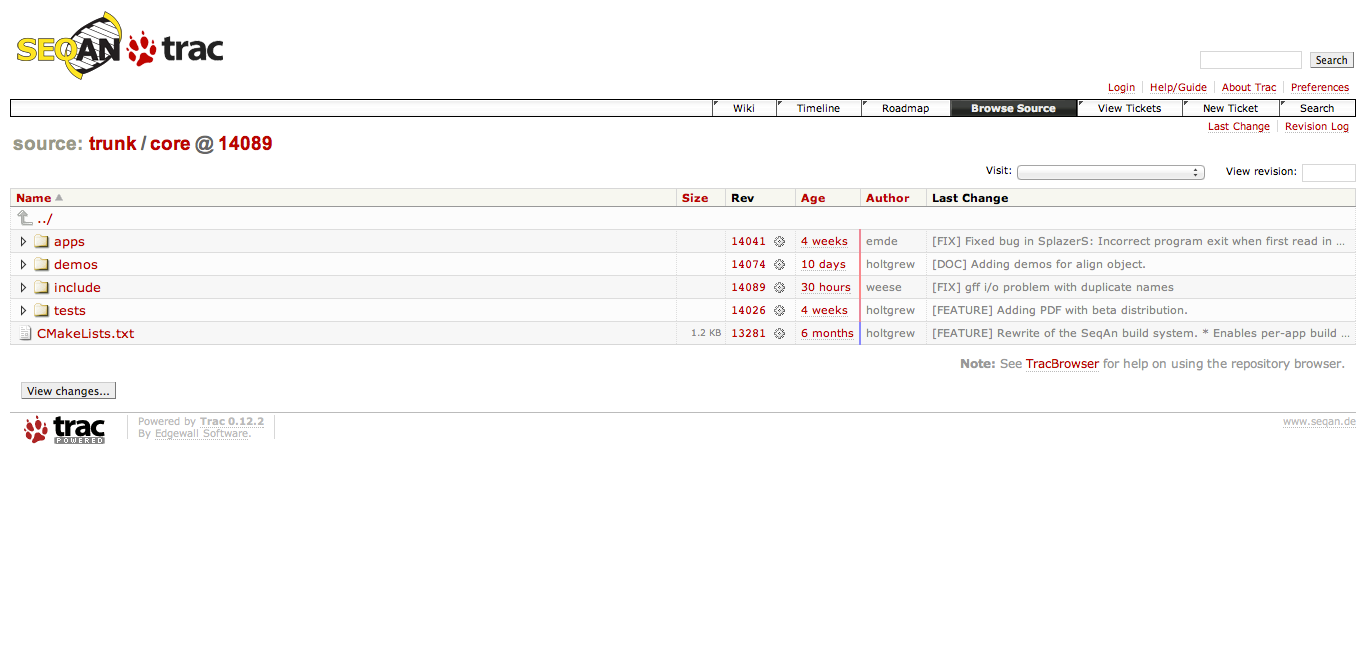 SEQAN trac
Search
Login Help/Guide About Trac Preferences
Wiki Timeline Roadmap Browse Source View Tickets New Ticket Search
Last Change Revision Log
source: trunk / core @ 14089
Visit: View revision:
Name Size Rev Age Author Last Change
../
apps 14041 4 weeks emde [FIX] Fixed bug in SplazerS: Incorrect program exit when first read in ...
demos 14074 10 days holtgrew [DOC] Adding demos for align object.
include 14089 30 hours weese [FIX] gff i/o problem with duplicate names
tests 14026 4 weeks holtgrew [FEATURE] Adding PDF with beta distribution.
CMakeLists.txt 1.2 KB 13281 6 months holtgrew [FEATURE] Rewrite of the SeqAn build system. * Enables per-app build ...
Note: See TracBrowser for help on using the repository browser.
View changes...
trac POWERED
Powered by Trac 0.12.2
By Edgewall Software.
www.seqan.de